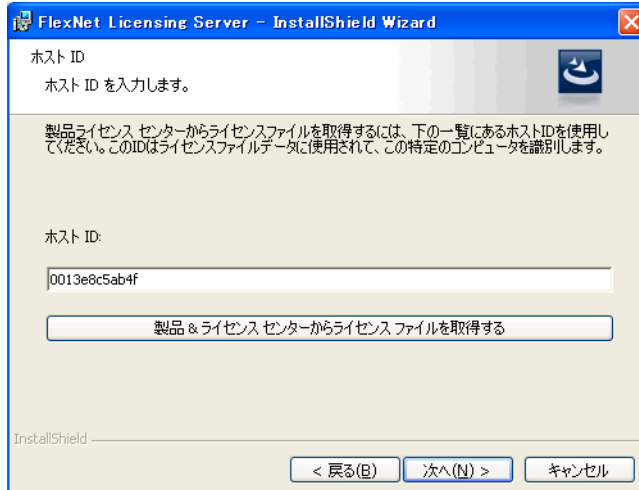 FlexNet Licensing Server - InstallShield Wizard
ホスト ID
ホスト ID を入力します。
製品ライセンス センターからライセンスファイルを取得するには、下の一覧にあるホストIDを使用し
てください。このIDはライセンスファイルデータに使用されて、この特定のコンピュータを識別します。
ホスト ID:
0013e8c5ab4f
製品 & ライセンス センターからライセンス ファイルを取得する
InstallShield
< 戻る(B)
次へ(N) >
キャンセル